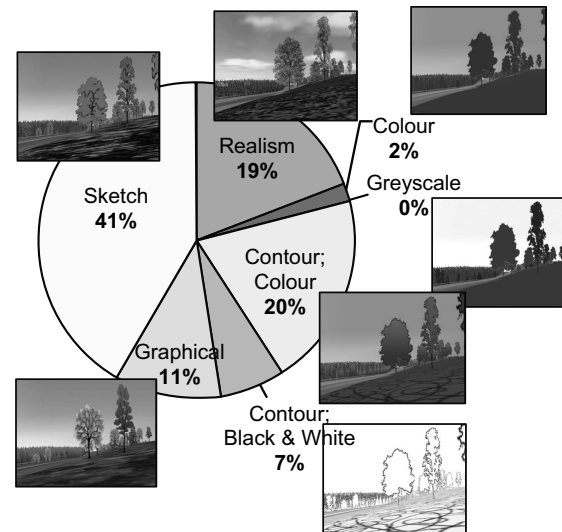 Realism
19%
Colour
2%
Greyscale
0%
Contour;
Colour
20%
Contour;
Black & White
7%
Graphical
11%
Sketch
41%